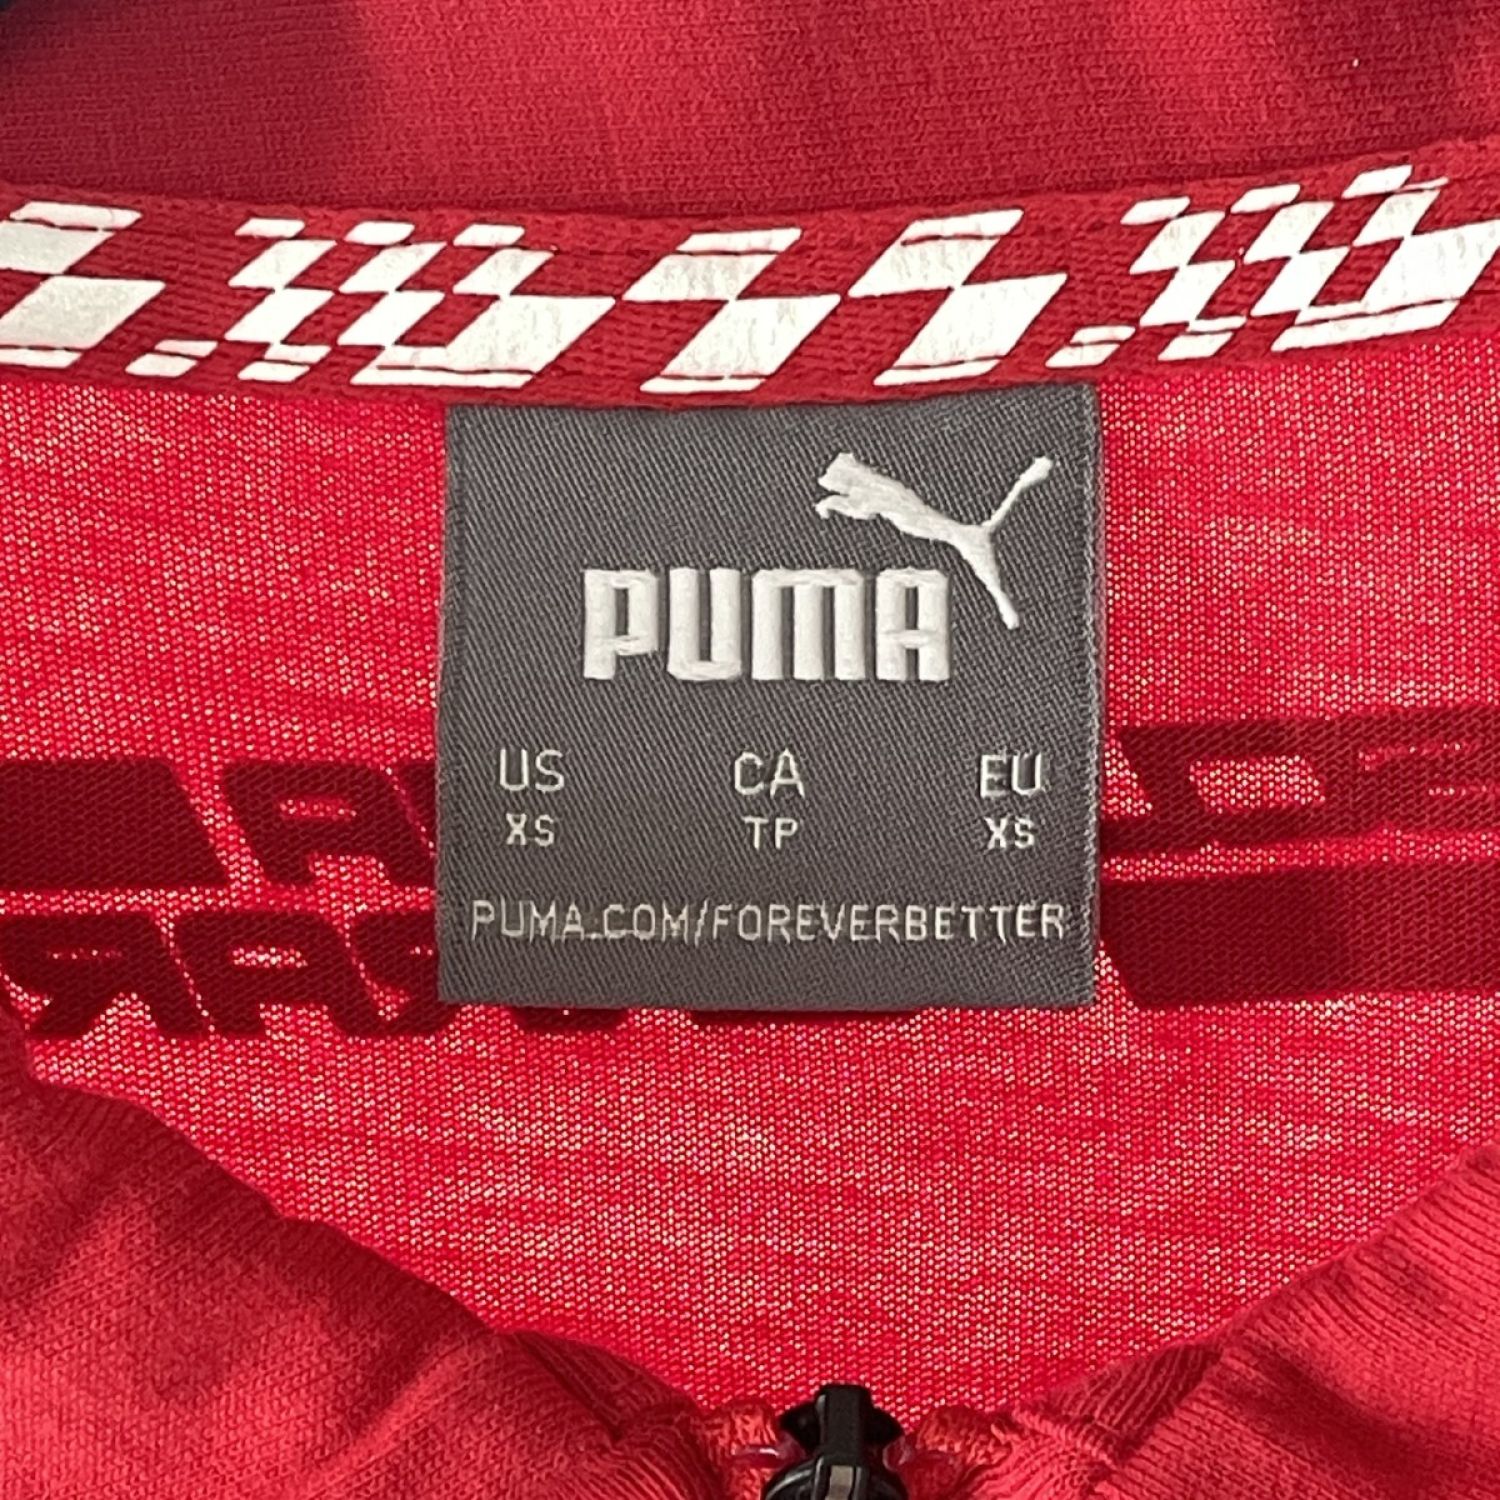 PUMA
US CA EU
XS TP XS
PUMA.COM/FOREVERBETTER